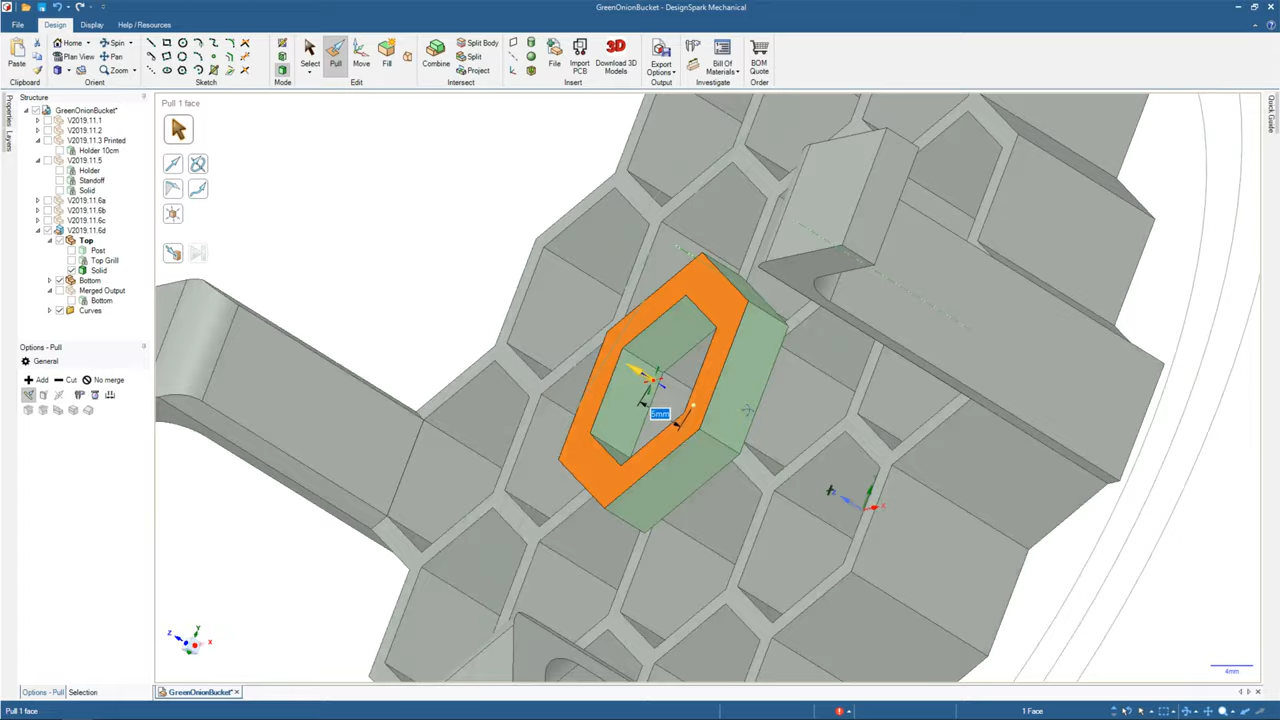 GreenOnionBucket - DesignSpark Mechanical
File Design Display Help / Resources
Paste
Home Spin
Plan View Pan
Zoom
Select Pull Move Fill
Combine
Split Body
Split
Project
File Import PCB Download 3D Models
Export Options
Bill Of Materials
BOM Quote
Clipboard Orient Sketch Mode Edit Intersect Insert Output Investigate Order
Structure
Properties
Layers
GreenOnionBucket*
V2019.11.1
V2019.11.2
V2019.11.3 Printed
Holder 10cm
V2019.11.5
Holder
Standoff
Solid
V2019.11.6a
V2019.11.6b
V2019.11.6c
V2019.11.6d
Top
Post
Top Grill
Solid
Bottom
Merged Output
Bottom
Curves
Options - Pull
General
Add Cut No merge
Options - Pull Selection
Pull 1 face
3D
5mm
X
Y
Z
X
Z
4mm
Quick Guide
GreenOnionBucket*
Pull 1 face
1 Face